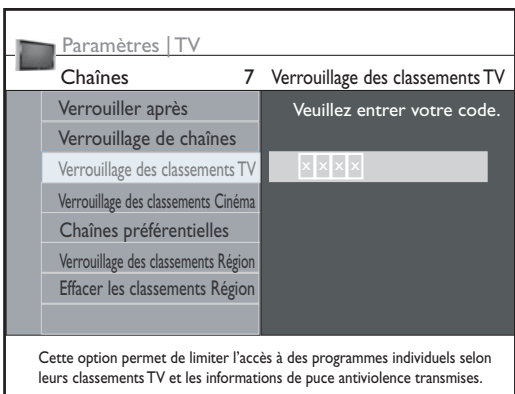 Paramètres | TV
Chaînes 7 Verrouillage des classements TV
Verrouiller après
Verrouillage de chaînes
Verrouillage des classements TV
Verrouillage des classements Cinéma
Chaînes préférentielles
Verrouillage des classements Région
Effacer les classements Région
Veuillez entrer votre code.
x x x x
Cette option permet de limiter l’accès à des programmes individuels selon
leurs classements TV et les informations de puce antiviolence transmises.